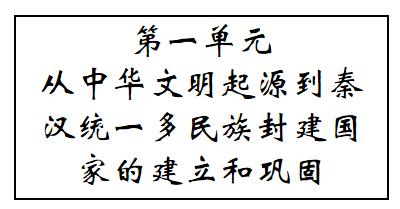 第一单元
从中华文明起源到秦
汉统一多民族封建国
家的建立和巩固